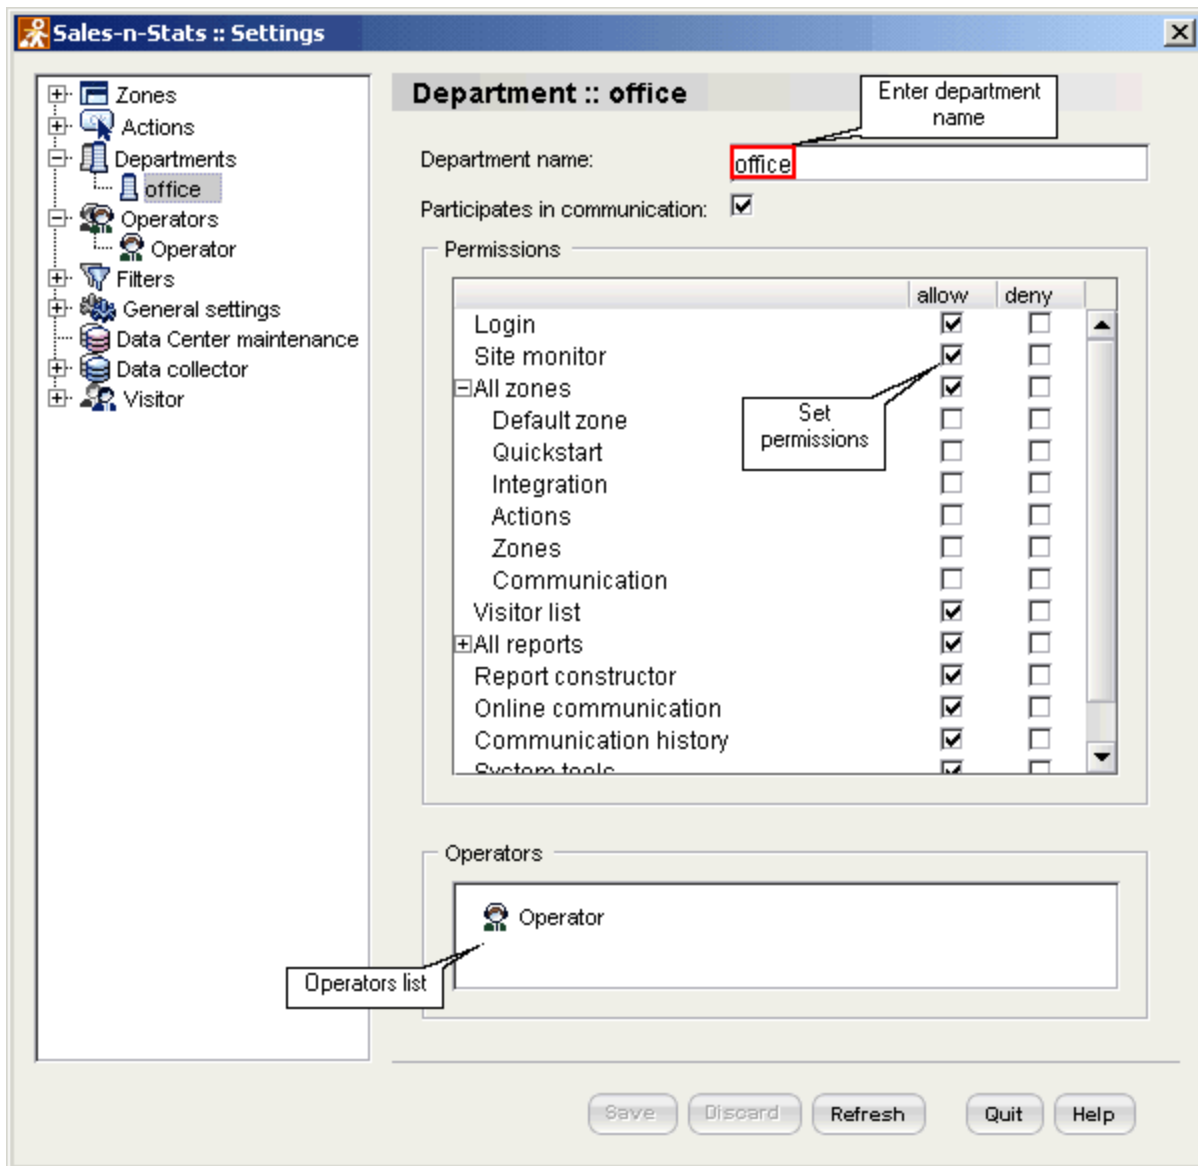 Sales-n-Stats :: Settings
Zones
Actions
Departments
office
Operators
Operator
Filters
General settings
Data Center maintenance
Data collector
Visitor
Department :: office
Enter department
name
Department name:
office
Participates in communication:
Permissions
allow deny
Login
Site monitor
All zones
Default zone
Quickstart
Integration
Actions
Zones
Communication
Set
permissions
Visitor list
All reports
Report constructor
Online communication
Communication history
System tools
Operators
Operator
Operators list
Save Discard Refresh Quit Help